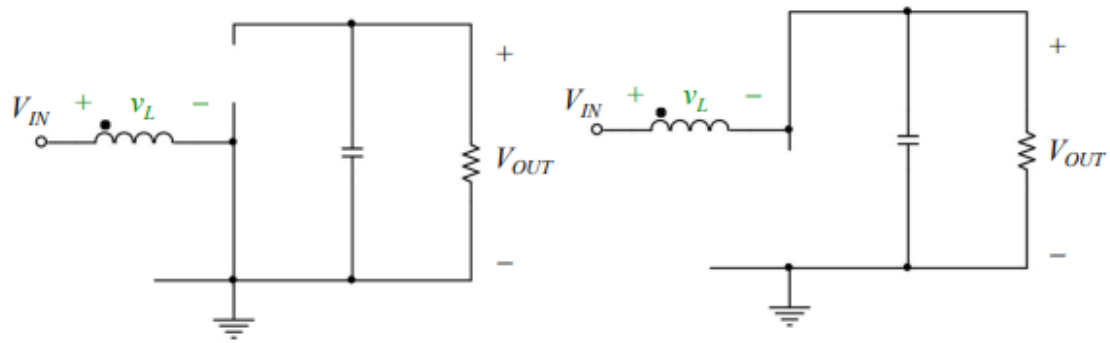 +
V_IN + v_L −
V_OUT
−
+
V_IN + v_L −
V_OUT
−